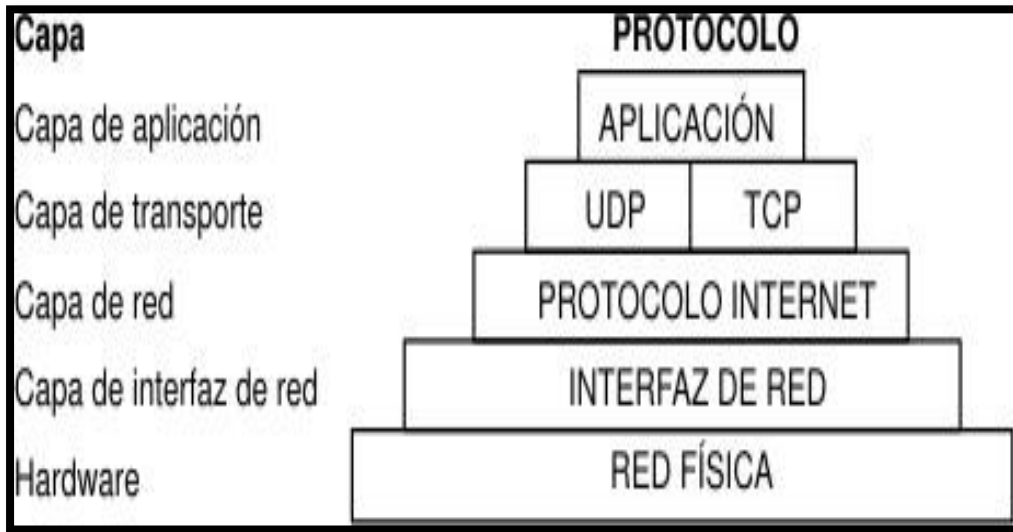 Capa PROTOCOLO
Capa de aplicación APLICACIÓN
Capa de transporte UDP TCP
Capa de red PROTOCOLO INTERNET
Capa de interfaz de red INTERFAZ DE RED
Hardware RED FÍSICA